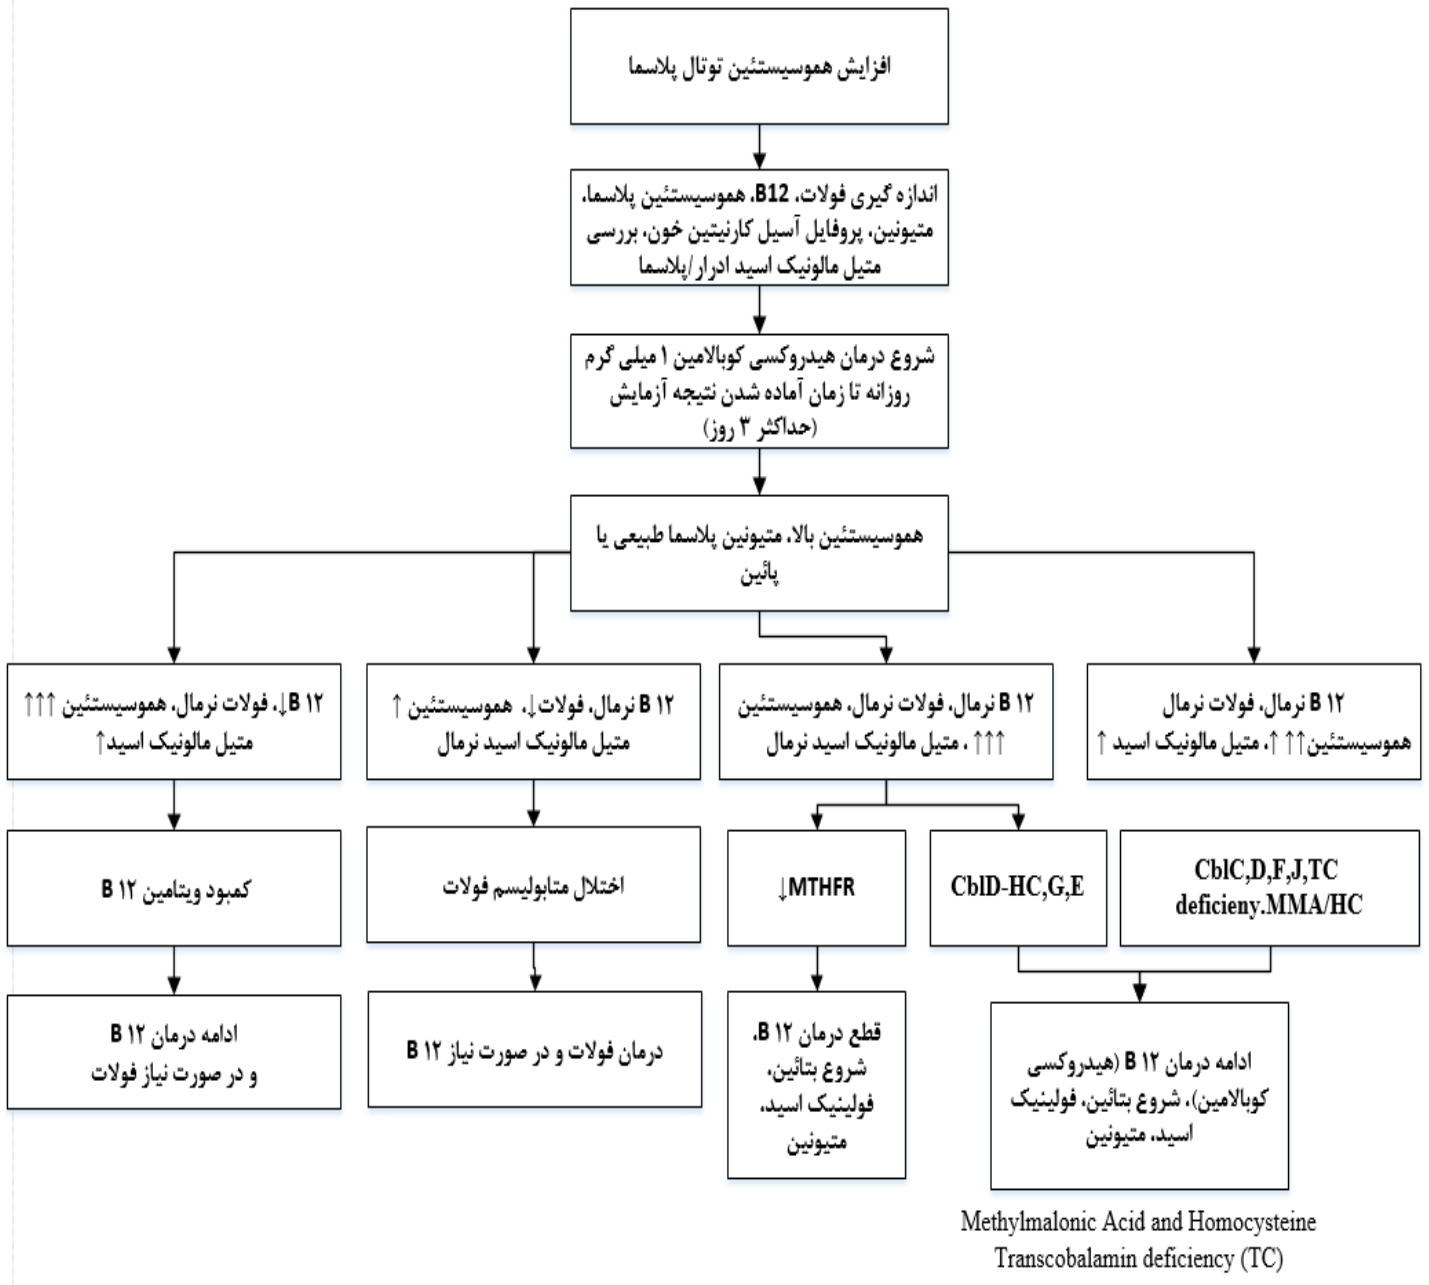 افزایش هموسیستئین توتال پلاسما
اندازه گیری فولات، B12، هموسیستئین پلاسما،
متیونین، پروفایل آسیل کارنیتین خون، بررسی
متیل مالونیک اسید ادرار/پلاسما
شروع درمان هیدروکسی کوبالامین ۱ میلی گرم
روزانه تا زمان آماده شدن نتیجه آزمایش
(حداکثر ۳ روز)
هموسیستئین بالا، متیونین پلاسما طبیعی یا
پائین
B ۱۲ نرمال، فولات نرمال
هموسیستئین↑↑ ↑، متیل مالونیک اسید ↑
B ۱۲ نرمال، فولات نرمال، هموسیستئین
↑↑↑ ، متیل مالونیک اسید نرمال
B ۱۲ نرمال، فولات↓، هموسیستئین ↑
متیل مالونیک اسید نرمال
B ۱۲↓، فولات نرمال، هموسیستئین ↑↑↑
متیل مالونیک اسید↑
CblC,D,F,J,TC
deficieny.MMA/HC
CblD-HC,G,E
↓MTHFR
اختلال متابولیسم فولات
کمبود ویتامین B ۱۲
ادامه درمان B ۱۲ (هیدروکسی
کوبالامین)، شروع بتائین، فولینیک
اسید، متیونین
قطع درمان B ۱۲،
شروع بتائین،
فولینیک اسید،
متیونین
درمان فولات و در صورت نیاز B ۱۲
ادامه درمان B ۱۲
و در صورت نیاز فولات
Methylmalonic Acid and Homocysteine
Transcobalamin deficiency (TC)